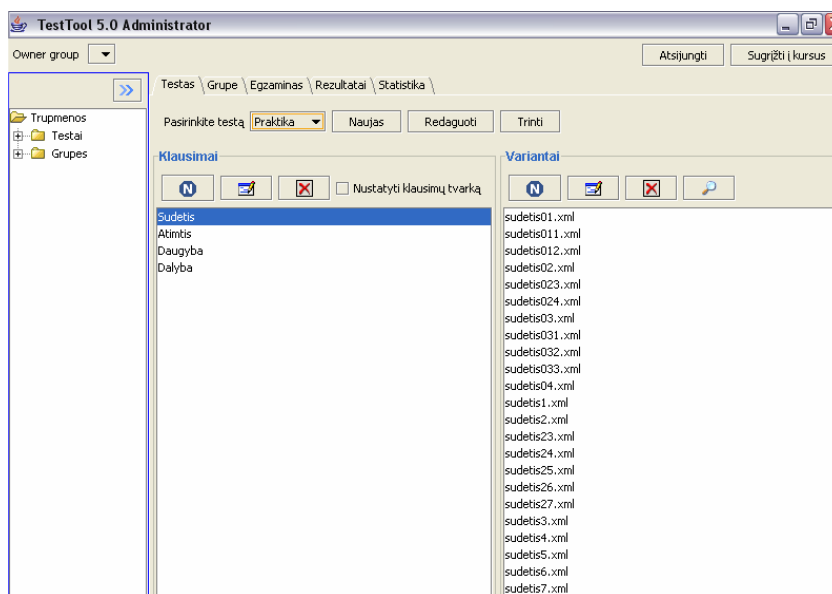 TestTool 5.0 Administrator
Owner group
Atsijungti Sugrįžti į kursus
Testas Grupe Egzaminas Rezultatai Statistika
Trupmenos
Testai
Grupes
Pasirinkite testą Praktika Naujas Redaguoti Trinti
Klausimai
N Nustatyti klausimų tvarką
Sudetis
Atimtis
Daugyba
Dalyba
Variantai
N
sudetis01.xml
sudetis011.xml
sudetis012.xml
sudetis02.xml
sudetis023.xml
sudetis024.xml
sudetis03.xml
sudetis031.xml
sudetis032.xml
sudetis033.xml
sudetis04.xml
sudetis1.xml
sudetis2.xml
sudetis23.xml
sudetis24.xml
sudetis25.xml
sudetis26.xml
sudetis27.xml
sudetis3.xml
sudetis4.xml
sudetis5.xml
sudetis6.xml
sudetis7.xml